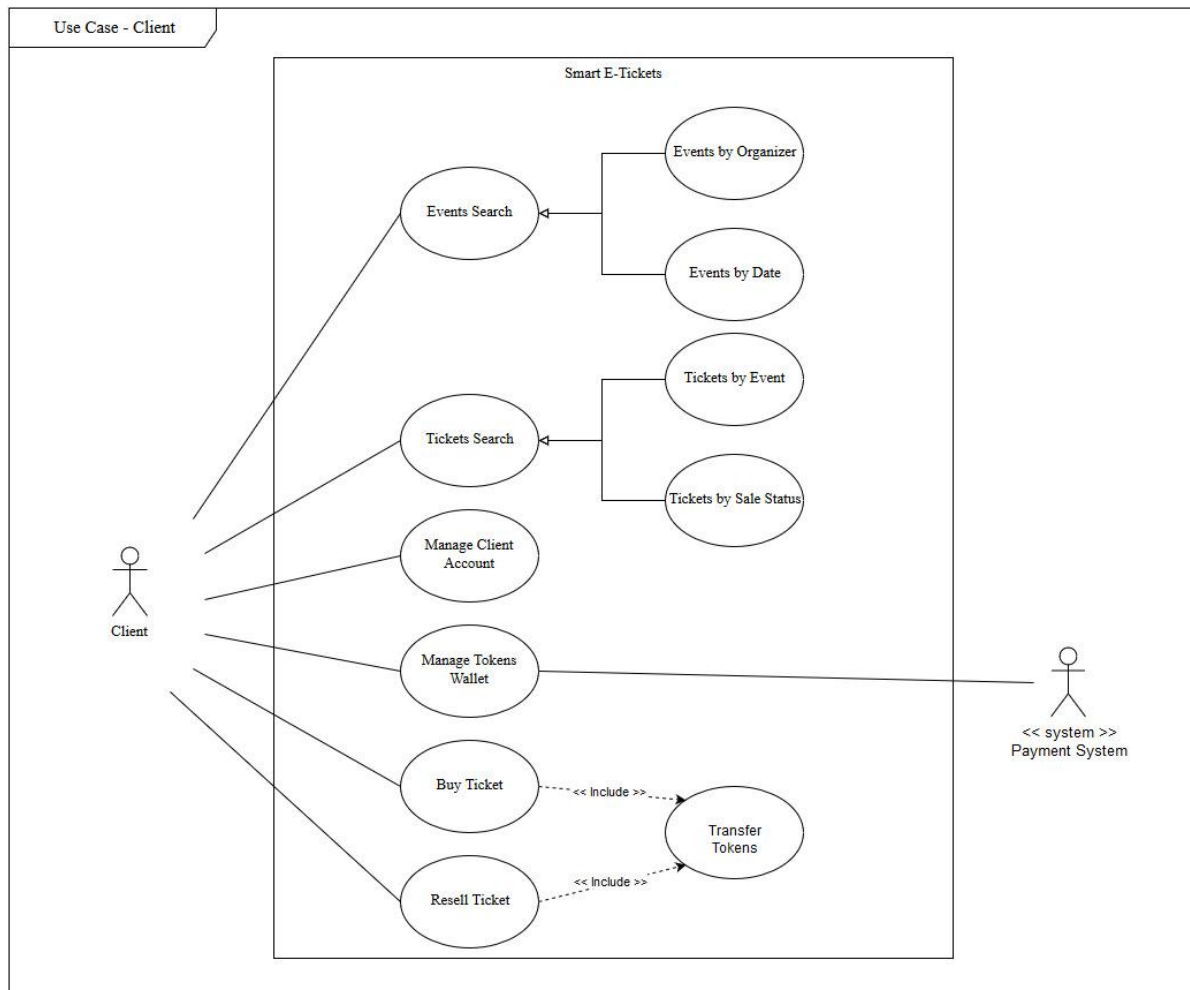 Use Case - Client
Smart E-Tickets
Events by Organizer
Events Search
Events by Date
Tickets by Event
Tickets Search
Tickets by Sale Status
Manage Client
Account
Client
Manage Tokens
Wallet
<< system >>
Payment System
Buy Ticket
<< Include >>
Transfer
Tokens
<< Include >>
Resell Ticket